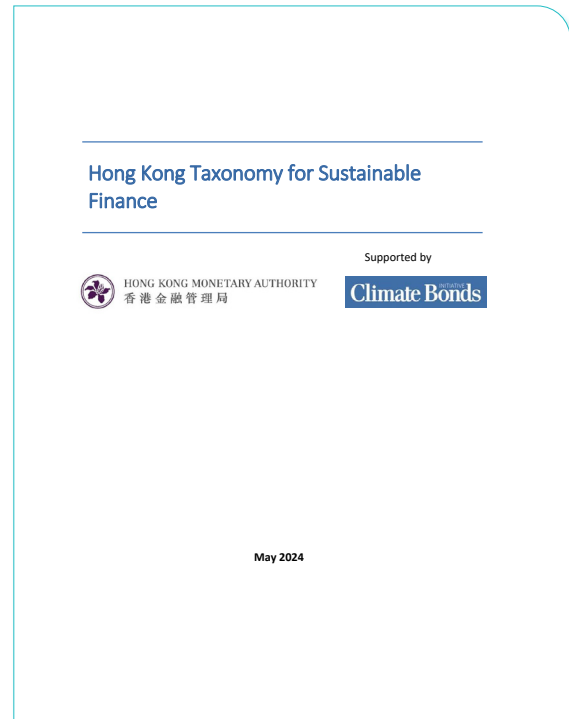 Hong Kong Taxonomy for Sustainable
Finance
Supported by
HONG KONG MONETARY AUTHORITY
香港金融管理局
Climate Bonds
INITIATIVE
May 2024